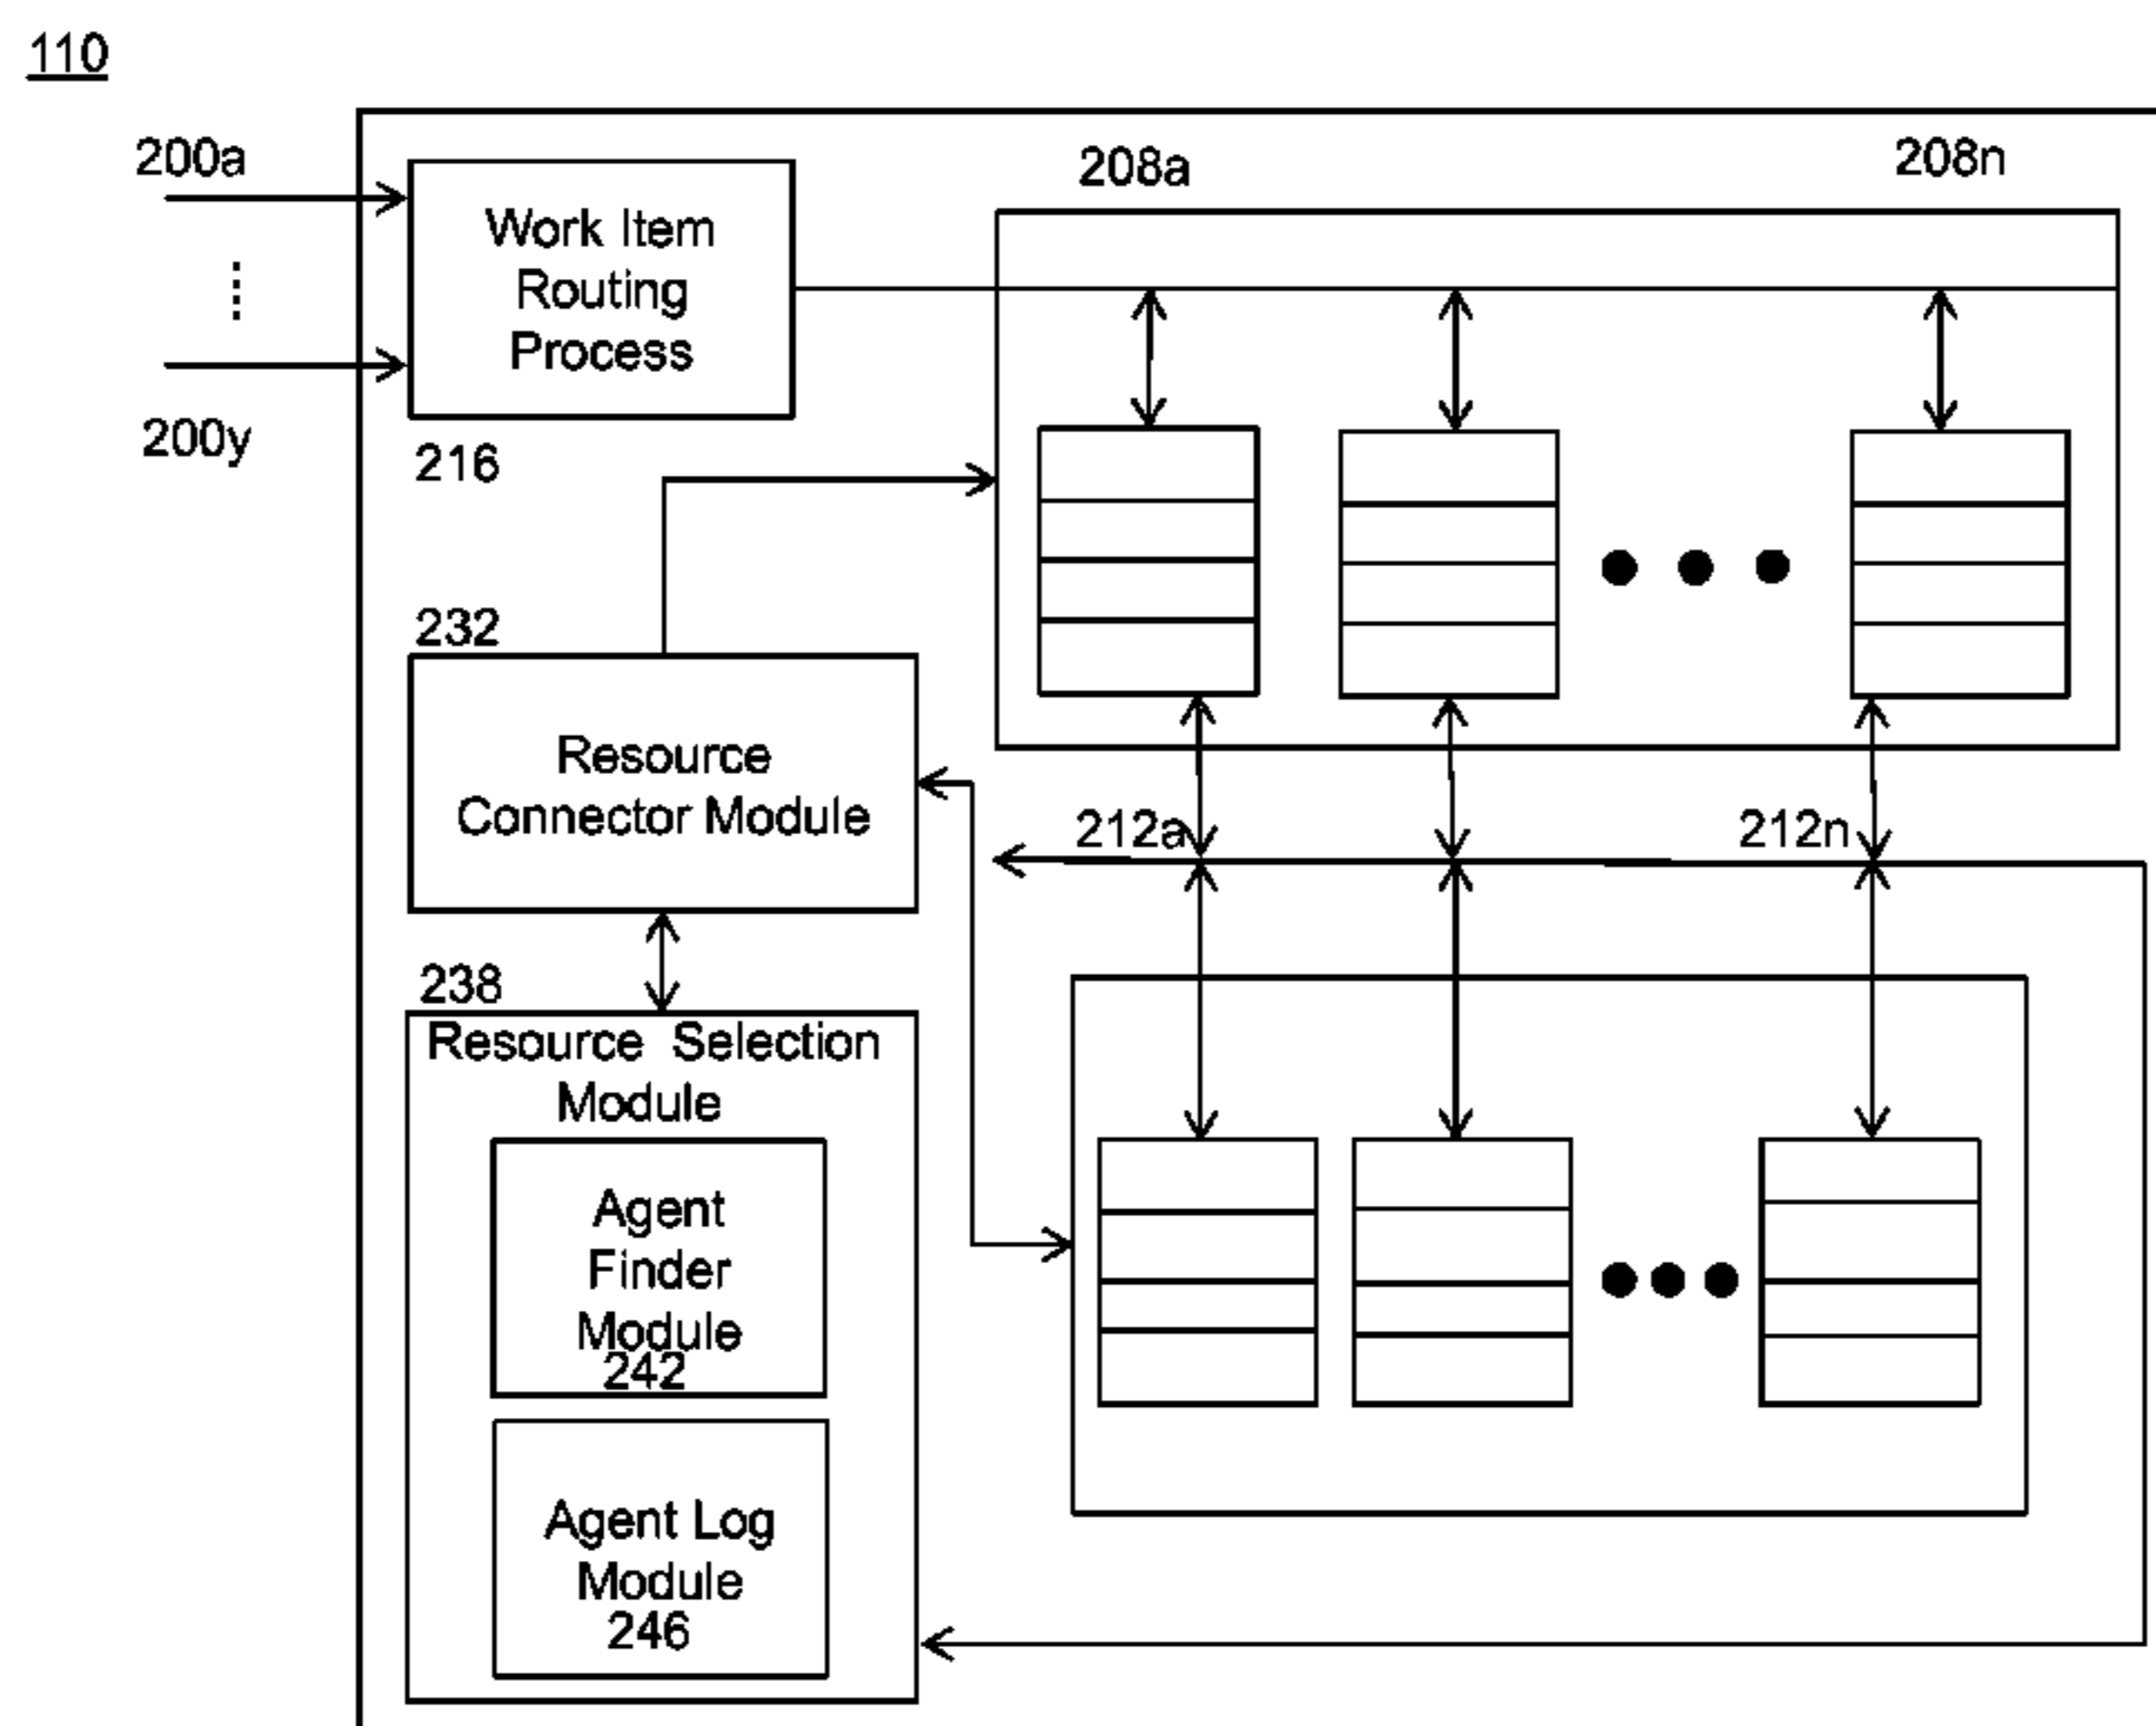 110
200a
208a
208n
Work Item
Routing
Process
200y
216
232
Resource
Connector Module
212a
212n
238
Resource Selection
Module
Agent
Finder
Module
242
Agent Log
Module
246